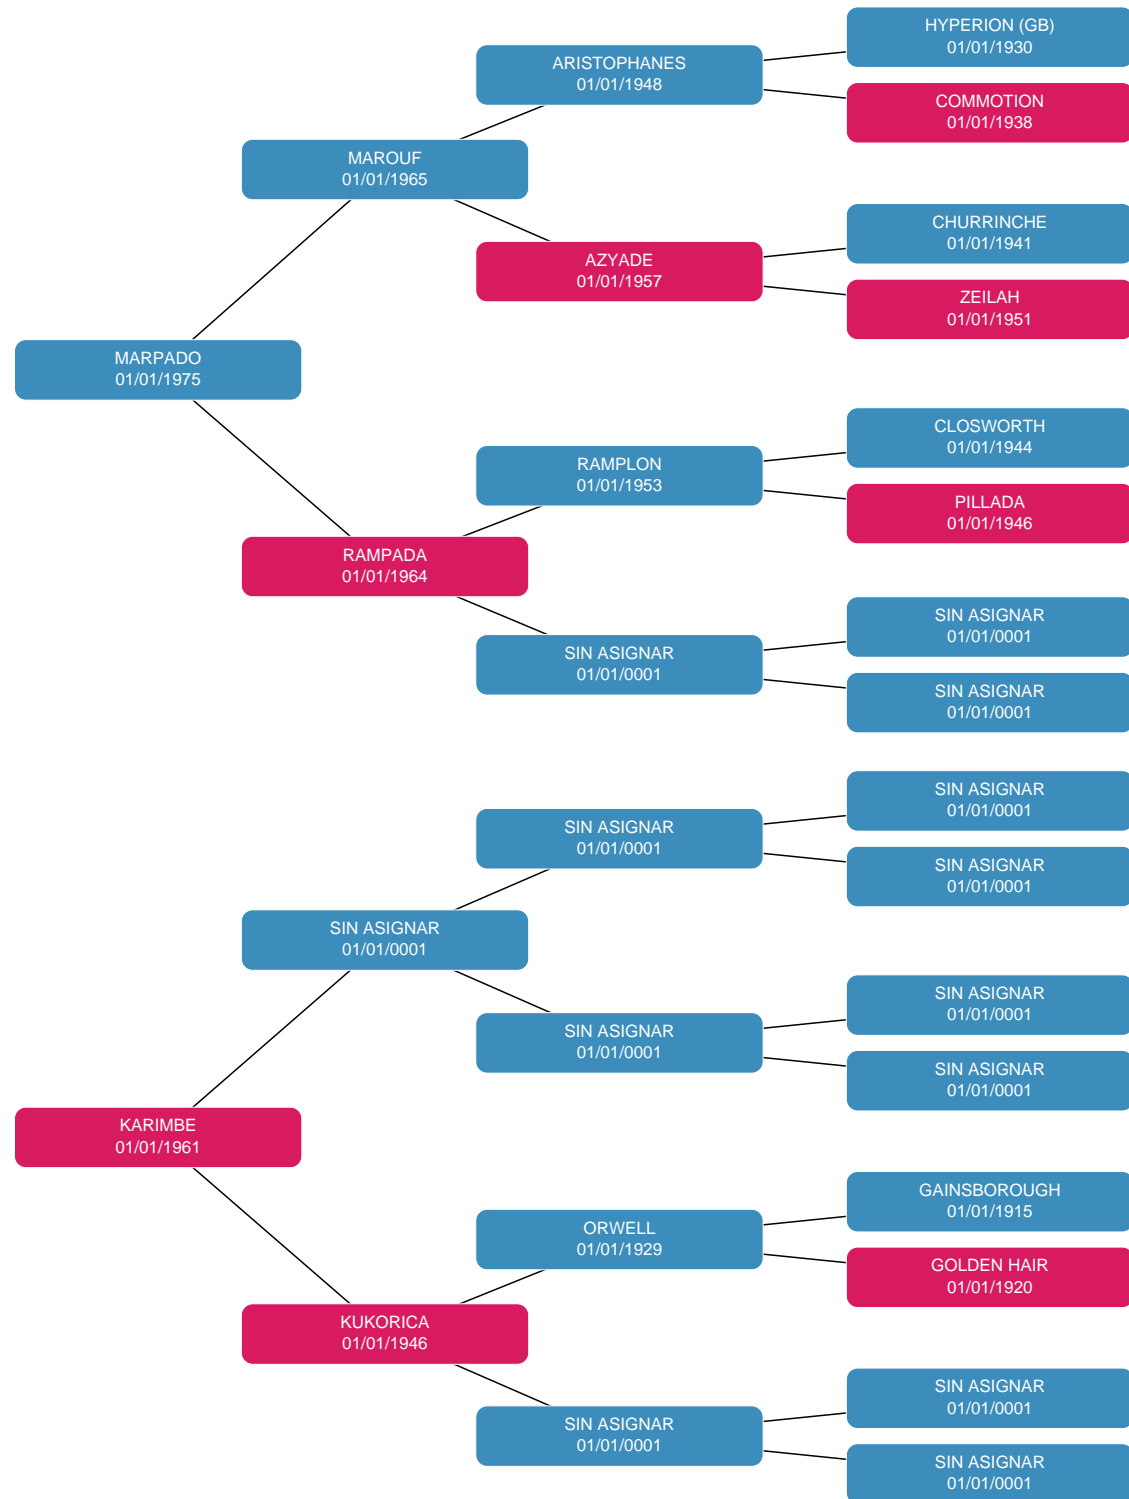 HYPERION (GB)
01/01/1930
ARISTOPHANES
01/01/1948
COMMOTION
01/01/1938
MAROUF
01/01/1965
CHURRINCHE
01/01/1941
AZYADE
01/01/1957
ZEILAH
01/01/1951
MARPADO
01/01/1975
CLOSWORTH
01/01/1944
RAMPLON
01/01/1953
PILLADA
01/01/1946
RAMPADA
01/01/1964
SIN ASIGNAR
01/01/0001
SIN ASIGNAR
01/01/0001
SIN ASIGNAR
01/01/0001
SIN ASIGNAR
01/01/0001
SIN ASIGNAR
01/01/0001
SIN ASIGNAR
01/01/0001
SIN ASIGNAR
01/01/0001
SIN ASIGNAR
01/01/0001
SIN ASIGNAR
01/01/0001
SIN ASIGNAR
01/01/0001
KARIMBE
01/01/1961
GAINSBOROUGH
01/01/1915
ORWELL
01/01/1929
GOLDEN HAIR
01/01/1920
KUKORICA
01/01/1946
SIN ASIGNAR
01/01/0001
SIN ASIGNAR
01/01/0001
SIN ASIGNAR
01/01/0001